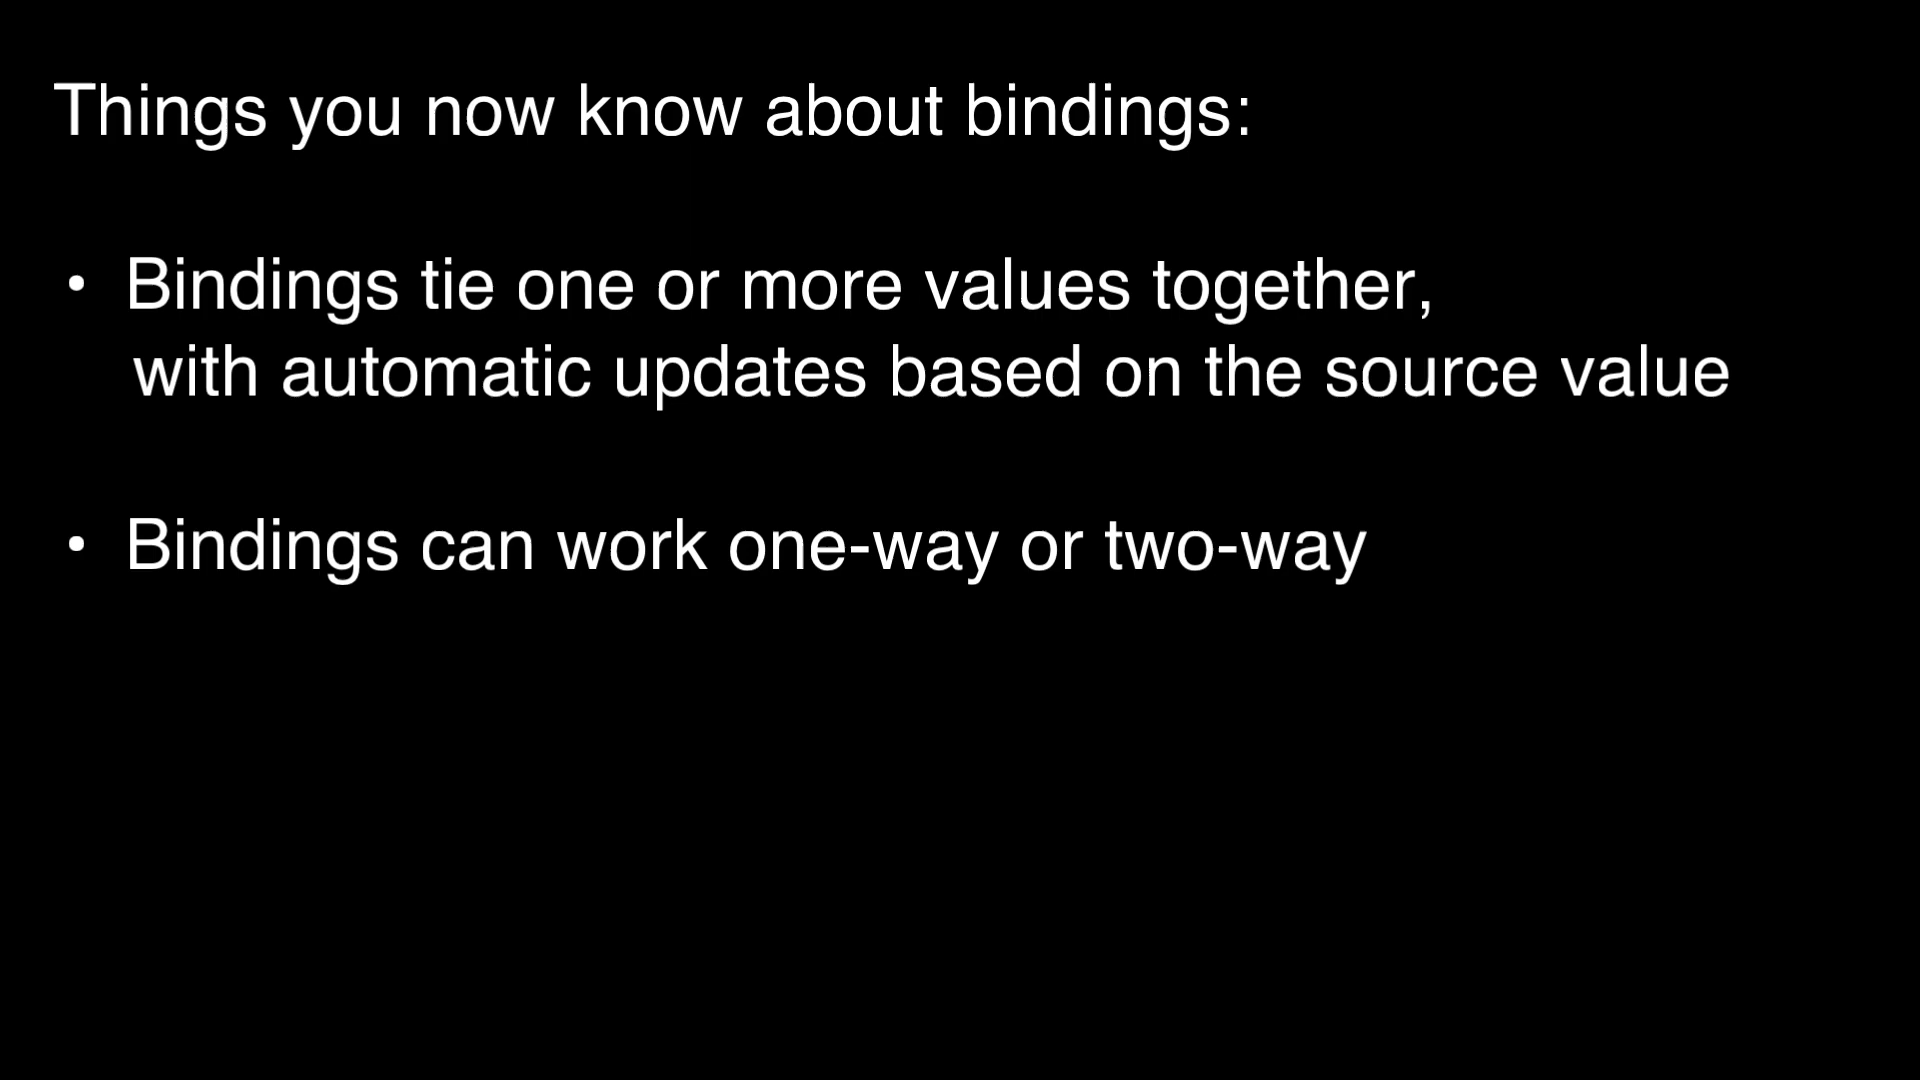 Things you now know about bindings:
• Bindings tie one or more values together,
with automatic updates based on the source value
• Bindings can work one-way or two-way